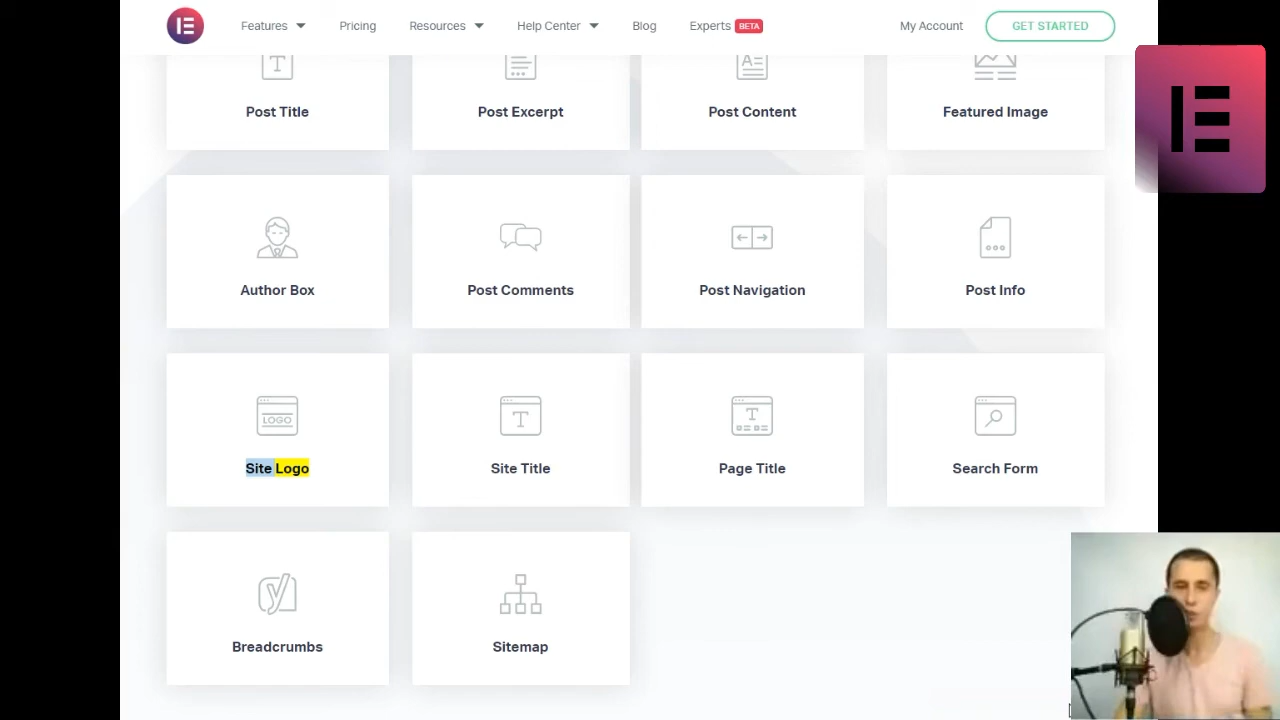 Features
Pricing
Resources
Help Center
Blog
Experts BETA
My Account
GET STARTED
T
A
Post Title
Post Excerpt
Post Content
Featured Image
Author Box
Post Comments
Post Navigation
Post Info
LOGO
T
T
Site Logo
Site Title
Page Title
Search Form
Breadcrumbs
Sitemap